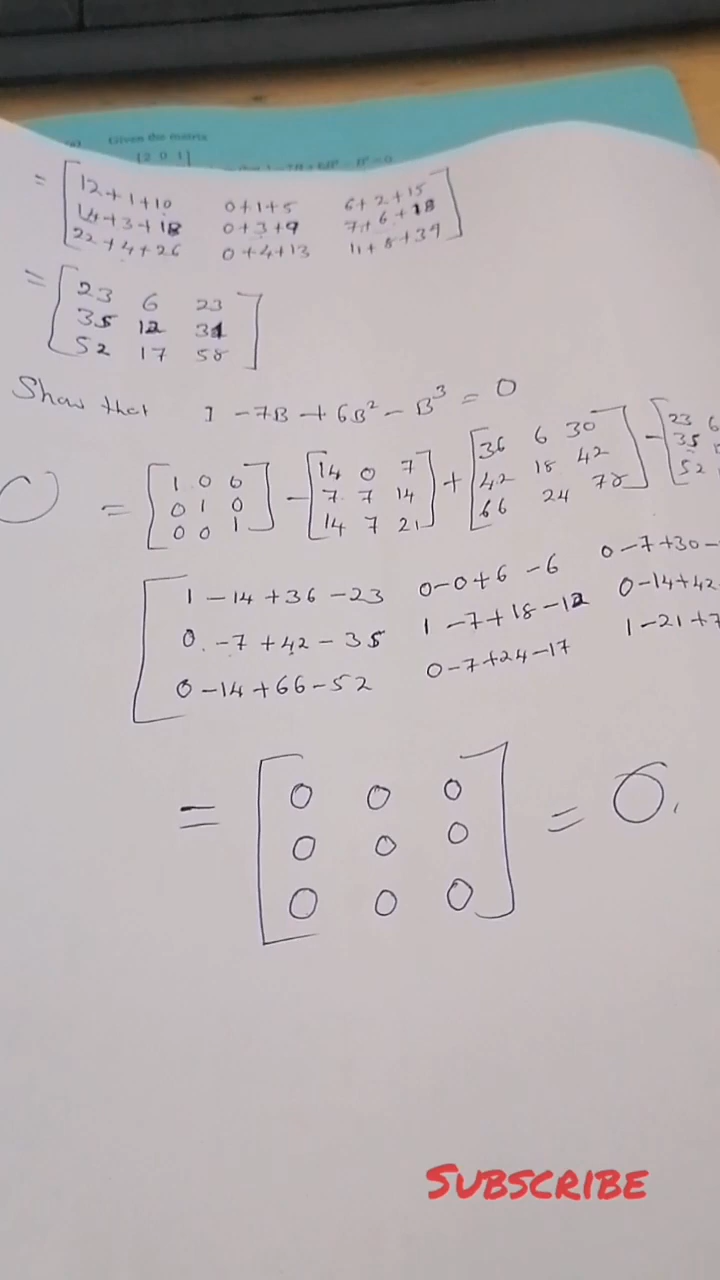 Given the matrix
[2 0 1]
= [12+1+10 0+1+5 6+2+15
14+3+18 0+3+9 7+6+18
22+4+26 0+4+13 11+8+39]
= [23 6 23
35 12 31
52 17 58]
Show that I - 7B + 6B² - B³ = 0
0 = [1 0 0 - [14 0 7 + [36 6 30 - [23 6
0 1 0 7 7 14 42 18 42 35
0 0 1] 14 7 21] 66 24 78] 52
[1 - 14 + 36 - 23 0 - 0 + 6 - 6 0 - 7 + 30 -
0. - 7 + 42 - 35 1 - 7 + 18 - 12 0 - 14 + 42
0 - 14 + 66 - 52 0 - 7 + 24 - 17 1 - 21 + 7
= [0 0 0
0 0 0 = 0.
0 0 0]
SUBSCRIBE